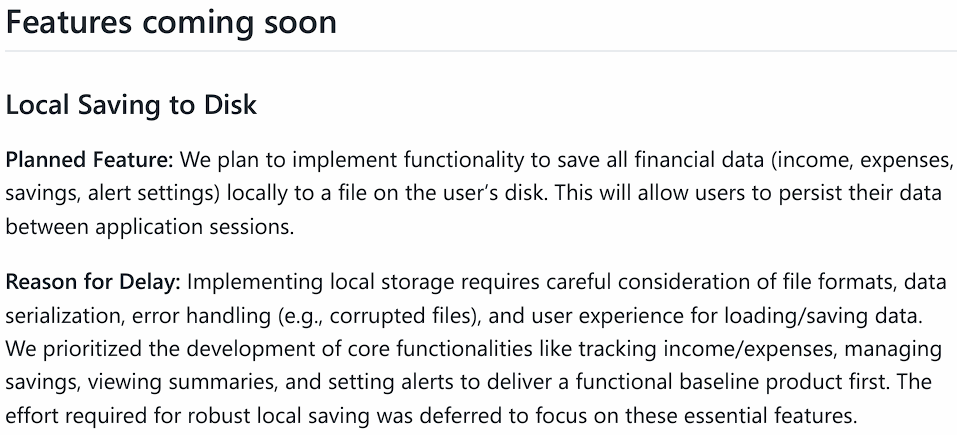 Features coming soon
Local Saving to Disk
Planned Feature: We plan to implement functionality to save all financial data (income, expenses,
savings, alert settings) locally to a file on the user’s disk. This will allow users to persist their data
between application sessions.
Reason for Delay: Implementing local storage requires careful consideration of file formats, data
serialization, error handling (e.g., corrupted files), and user experience for loading/saving data.
We prioritized the development of core functionalities like tracking income/expenses, managing
savings, viewing summaries, and setting alerts to deliver a functional baseline product first. The
effort required for robust local saving was deferred to focus on these essential features.